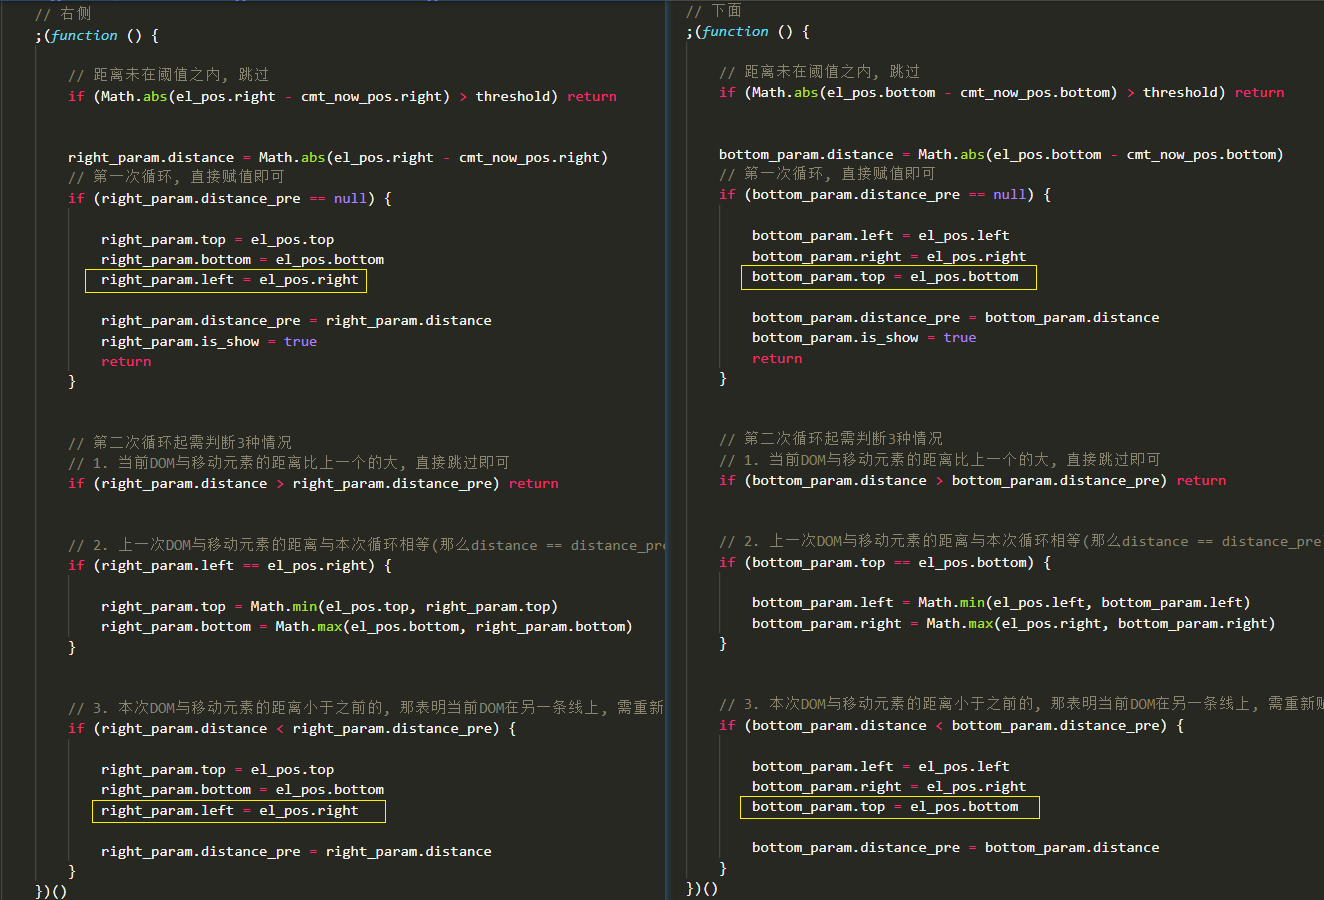 // 右侧
;(function () {
// 距离未在阈值之内, 跳过
if (Math.abs(el_pos.right - cmt_now_pos.right) > threshold) return
right_param.distance = Math.abs(el_pos.right - cmt_now_pos.right)
// 第一次循环, 直接赋值即可
if (right_param.distance_pre == null) {
right_param.top = el_pos.top
right_param.bottom = el_pos.bottom
right_param.left = el_pos.right
right_param.distance_pre = right_param.distance
right_param.is_show = true
return
}
// 第二次循环起需判断3种情况
// 1. 当前DOM与移动元素的距离比上一个的大, 直接跳过即可
if (right_param.distance > right_param.distance_pre) return
// 2. 上一次DOM与移动元素的距离与本次循环相等(那么distance == distance_pre
if (right_param.left == el_pos.right) {
right_param.top = Math.min(el_pos.top, right_param.top)
right_param.bottom = Math.max(el_pos.bottom, right_param.bottom)
}
// 3. 本次DOM与移动元素的距离小于之前的, 那表明当前DOM在另一条线上, 需重新
if (right_param.distance < right_param.distance_pre) {
right_param.top = el_pos.top
right_param.bottom = el_pos.bottom
right_param.left = el_pos.right
right_param.distance_pre = right_param.distance
}
})()
// 下面
;(function () {
// 距离未在阈值之内, 跳过
if (Math.abs(el_pos.bottom - cmt_now_pos.bottom) > threshold) return
bottom_param.distance = Math.abs(el_pos.bottom - cmt_now_pos.bottom)
// 第一次循环, 直接赋值即可
if (bottom_param.distance_pre == null) {
bottom_param.left = el_pos.left
bottom_param.right = el_pos.right
bottom_param.top = el_pos.bottom
bottom_param.distance_pre = bottom_param.distance
bottom_param.is_show = true
return
}
// 第二次循环起需判断3种情况
// 1. 当前DOM与移动元素的距离比上一个的大, 直接跳过即可
if (bottom_param.distance > bottom_param.distance_pre) return
// 2. 上一次DOM与移动元素的距离与本次循环相等(那么distance == distance_pre
if (bottom_param.top == el_pos.bottom) {
bottom_param.left = Math.min(el_pos.left, bottom_param.left)
bottom_param.right = Math.max(el_pos.right, bottom_param.right)
}
// 3. 本次DOM与移动元素的距离小于之前的, 那表明当前DOM在另一条线上, 需重新赋
if (bottom_param.distance < bottom_param.distance_pre) {
bottom_param.left = el_pos.left
bottom_param.right = el_pos.right
bottom_param.top = el_pos.bottom
bottom_param.distance_pre = bottom_param.distance
}
})()